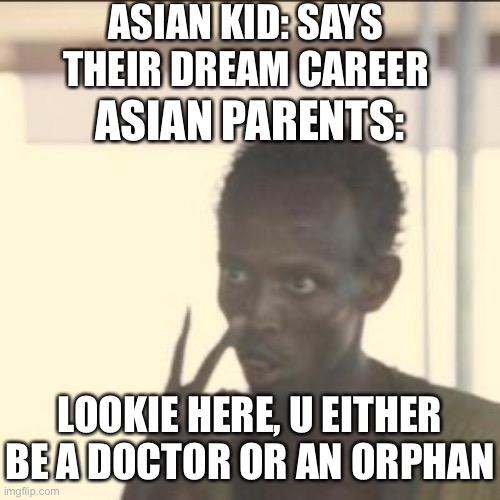 ASIAN KID: SAYS
THEIR DREAM CAREER
ASIAN PARENTS:
LOOKIE HERE, U EITHER
BE A DOCTOR OR AN ORPHAN
imgflip.com